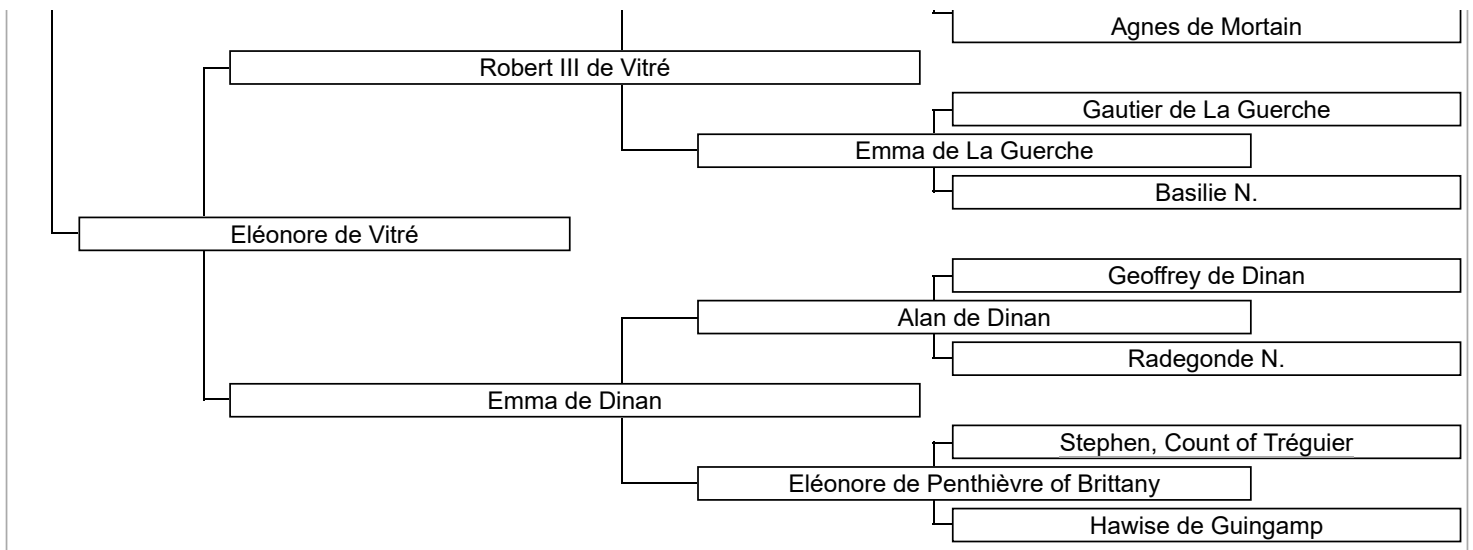 Agnes de Mortain
Robert III de Vitré
Gautier de La Guerche
Emma de La Guerche
Basilie N.
Eléonore de Vitré
Geoffrey de Dinan
Alan de Dinan
Radegonde N.
Emma de Dinan
Stephen, Count of Tréguier
Eléonore de Penthièvre of Brittany
Hawise de Guingamp